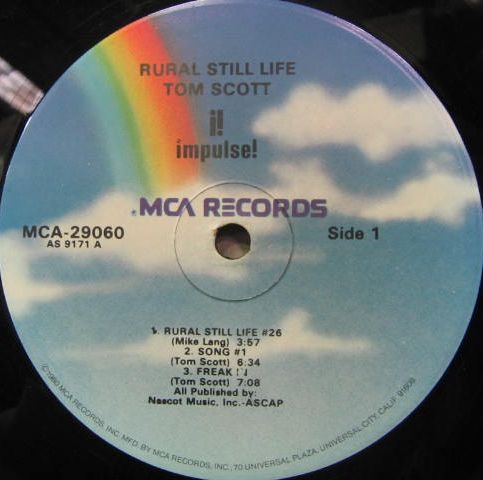 RURAL STILL LIFE
TOM SCOTT
i!
impulse!
MCA RECORDS
MCA-29060
AS 9171 A
Side 1
1. RURAL STILL LIFE #26
(Mike Lang) 3:57
2. SONG #1
(Tom Scott) 6:34
3. FREAK
(Tom Scott) 7:08
All Published by:
Nascot Music, Inc.-ASCAP
©1980 MCA RECORDS, INC. MFD. BY MCA RECORDS, INC., 70 UNIVERSAL PLAZA, UNIVERSAL CITY, CALIF. 91608